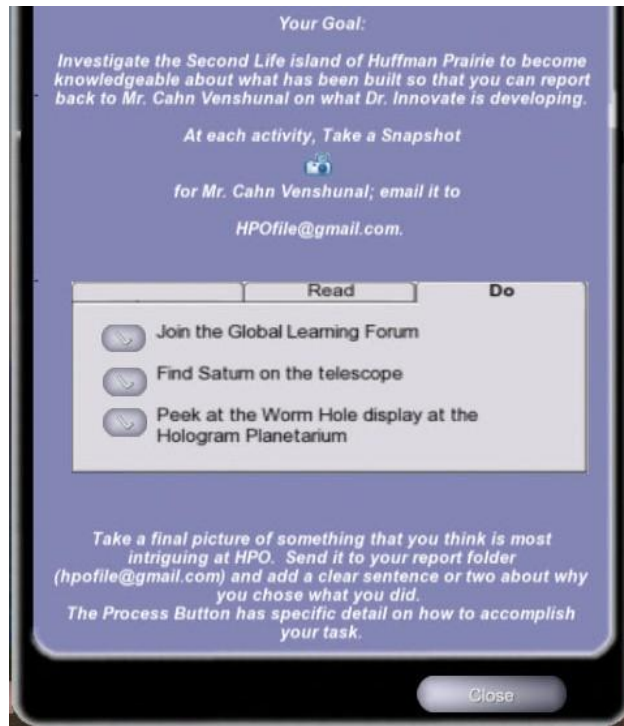 Your Goal:
Investigate the Second Life island of Huffman Prairie to become
knowledgeable about what has been built so that you can report
back to Mr. Cahn Venshunal on what Dr. Innovate is developing.
At each activity, Take a Snapshot
for Mr. Cahn Venshunal; email it to
HPOfile@gmail.com.
Read Do
Join the Global Learning Forum
Find Saturn on the telescope
Peek at the Worm Hole display at the
Hologram Planetarium
Take a final picture of something that you think is most
intriguing at HPO. Send it to your report folder
(hpofile@gmail.com) and add a clear sentence or two about why
you chose what you did.
The Process Button has specific detail on how to accomplish
your task.
Close